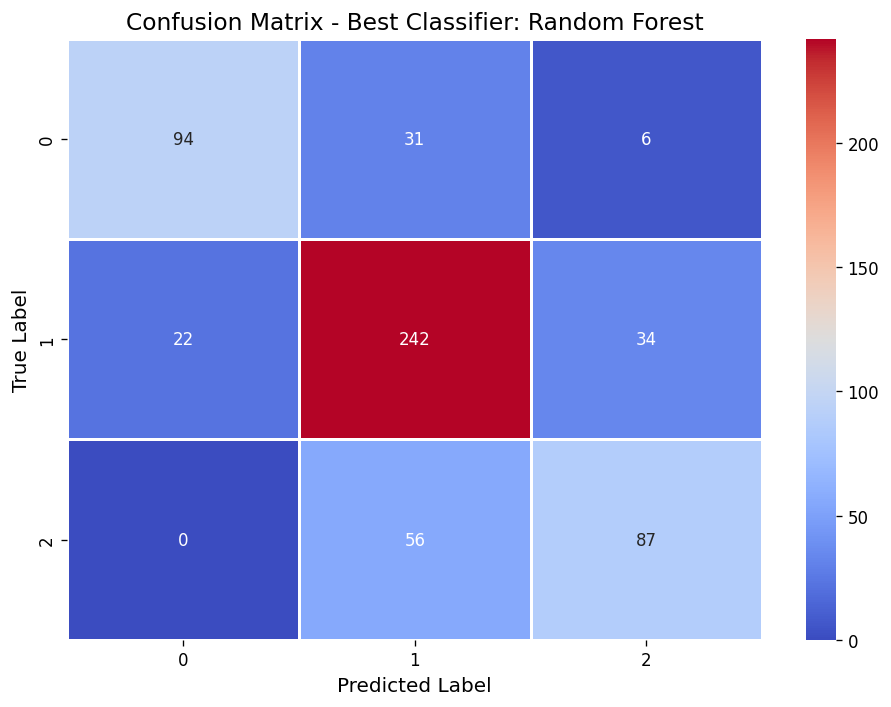 Confusion Matrix - Best Classifier: Random Forest
True Label
0
94 31 6
1
22 242 34
2
0 56 87
0 1 2
Predicted Label
200
150
100
50
0